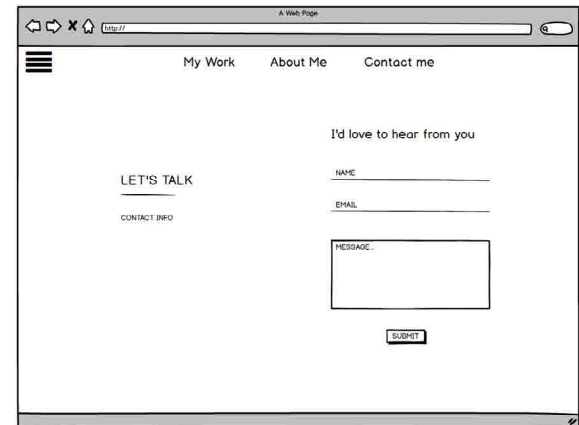 A Web Page
http://
My Work About Me Contact me
I'd love to hear from you
LET'S TALK
CONTACT INFO
NAME
EMAIL
MESSAGE...
SUBMIT